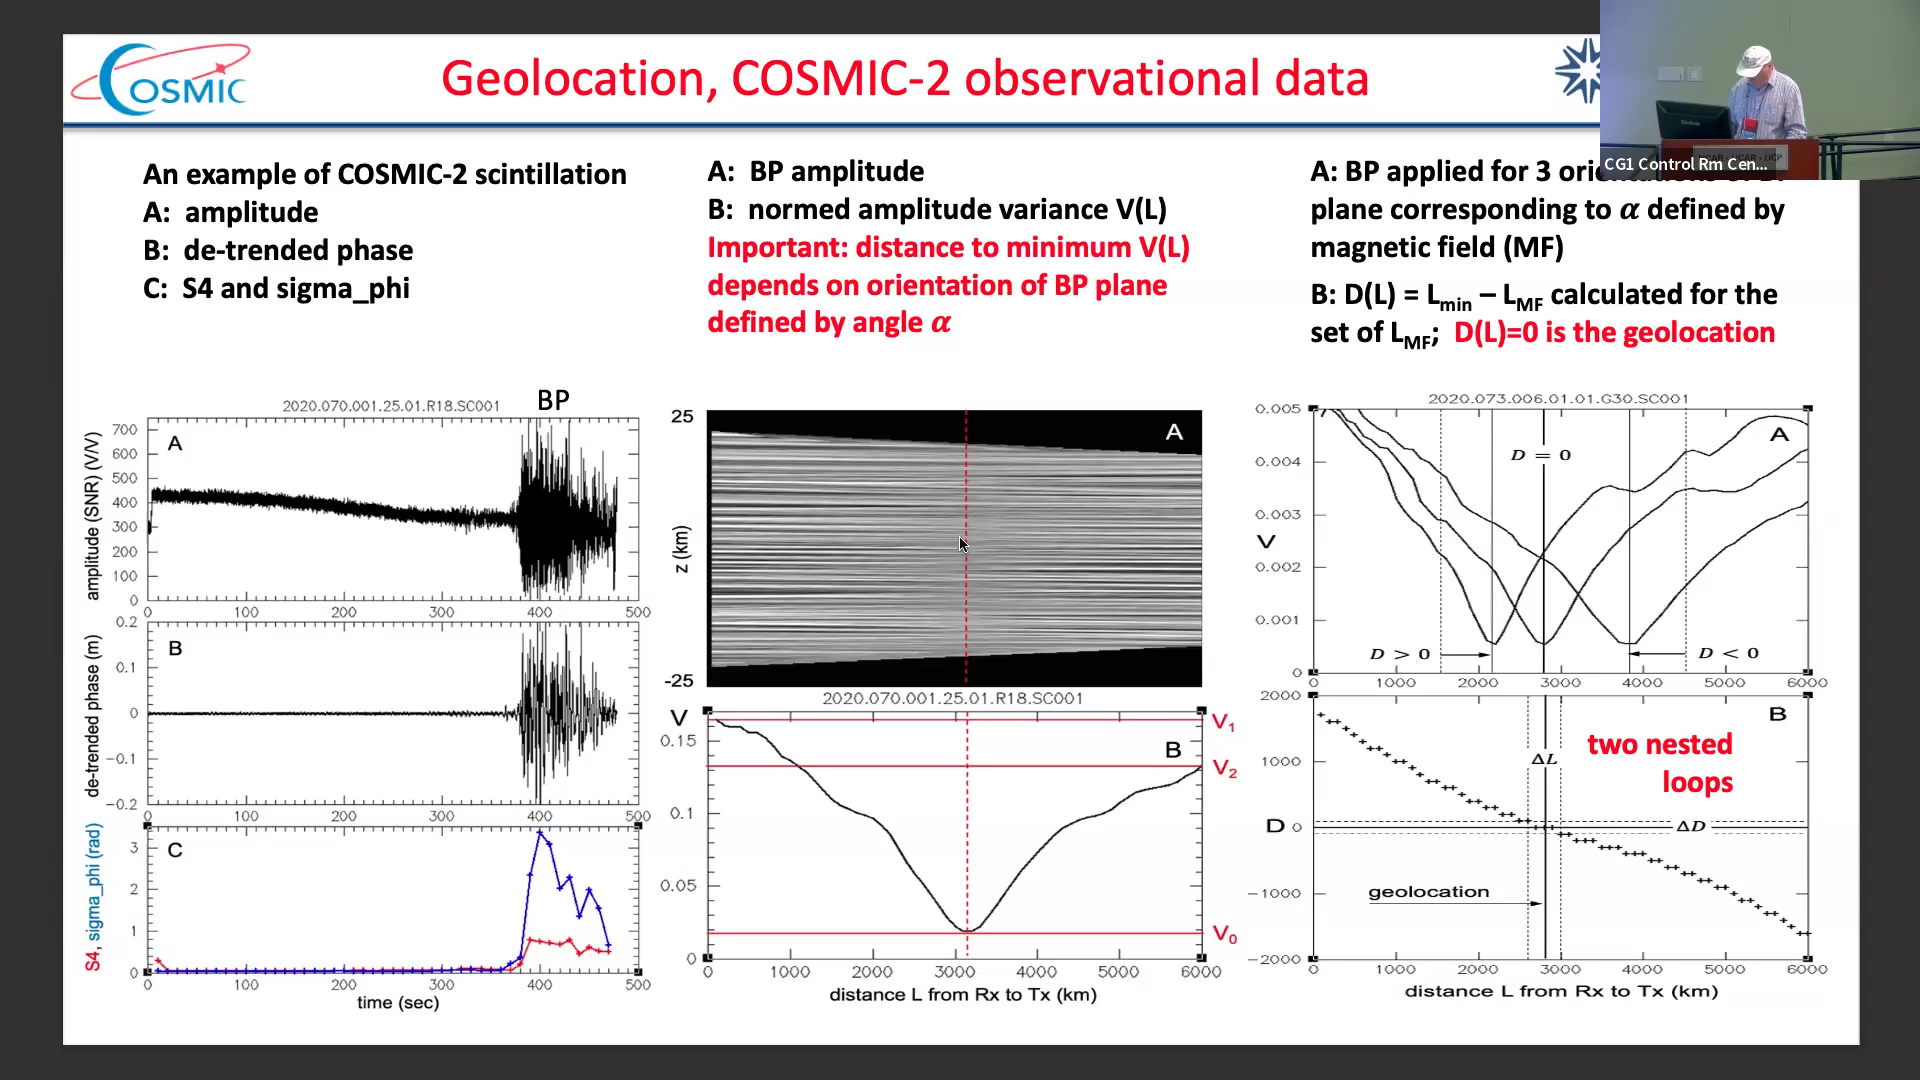 COSMIC
Geolocation, COSMIC-2 observational data
CG1 Control Rm Cen...
An example of COSMIC-2 scintillation
A: amplitude
B: de-trended phase
C: S4 and sigma_phi
A: BP amplitude
B: normed amplitude variance V(L)
Important: distance to minimum V(L)
depends on orientation of BP plane
defined by angle α
A: BP applied for 3
plane corresponding to α defined by
magnetic field (MF)
B: D(L) = Lmin – LMF calculated for the
set of LMF; D(L)=0 is the geolocation
2020.070.001.25.01.R18.SC001
BP
A
amplitude (SNR) (V/V)
700
600
500
400
300
200
100
0
0 100 200 300 400 500
B
de-trended phase (m)
0.2
0.1
0
−0.1
−0.2
0 100 200 300 400 500
C
S4, sigma_phi (rad)
3
2
1
0
0 100 200 300 400 500
time (sec)
25
A
z (km)
-25
2020.070.001.25.01.R18.SC001
V
V1
0.15
B
V2
0.1
0.05
V0
0
0 1000 2000 3000 4000 5000 6000
distance L from Rx to Tx (km)
2020.073.006.01.01.G30.SC001
0.005
A
D = 0
0.004
0.003
V
0.002
0.001
D > 0
D < 0
0
0 1000 2000 3000 4000 5000 6000
2000
B
two nested
loops
ΔL
1000
D 0
ΔD
−1000
geolocation
−2000
0 1000 2000 3000 4000 5000 6000
distance L from Rx to Tx (km)